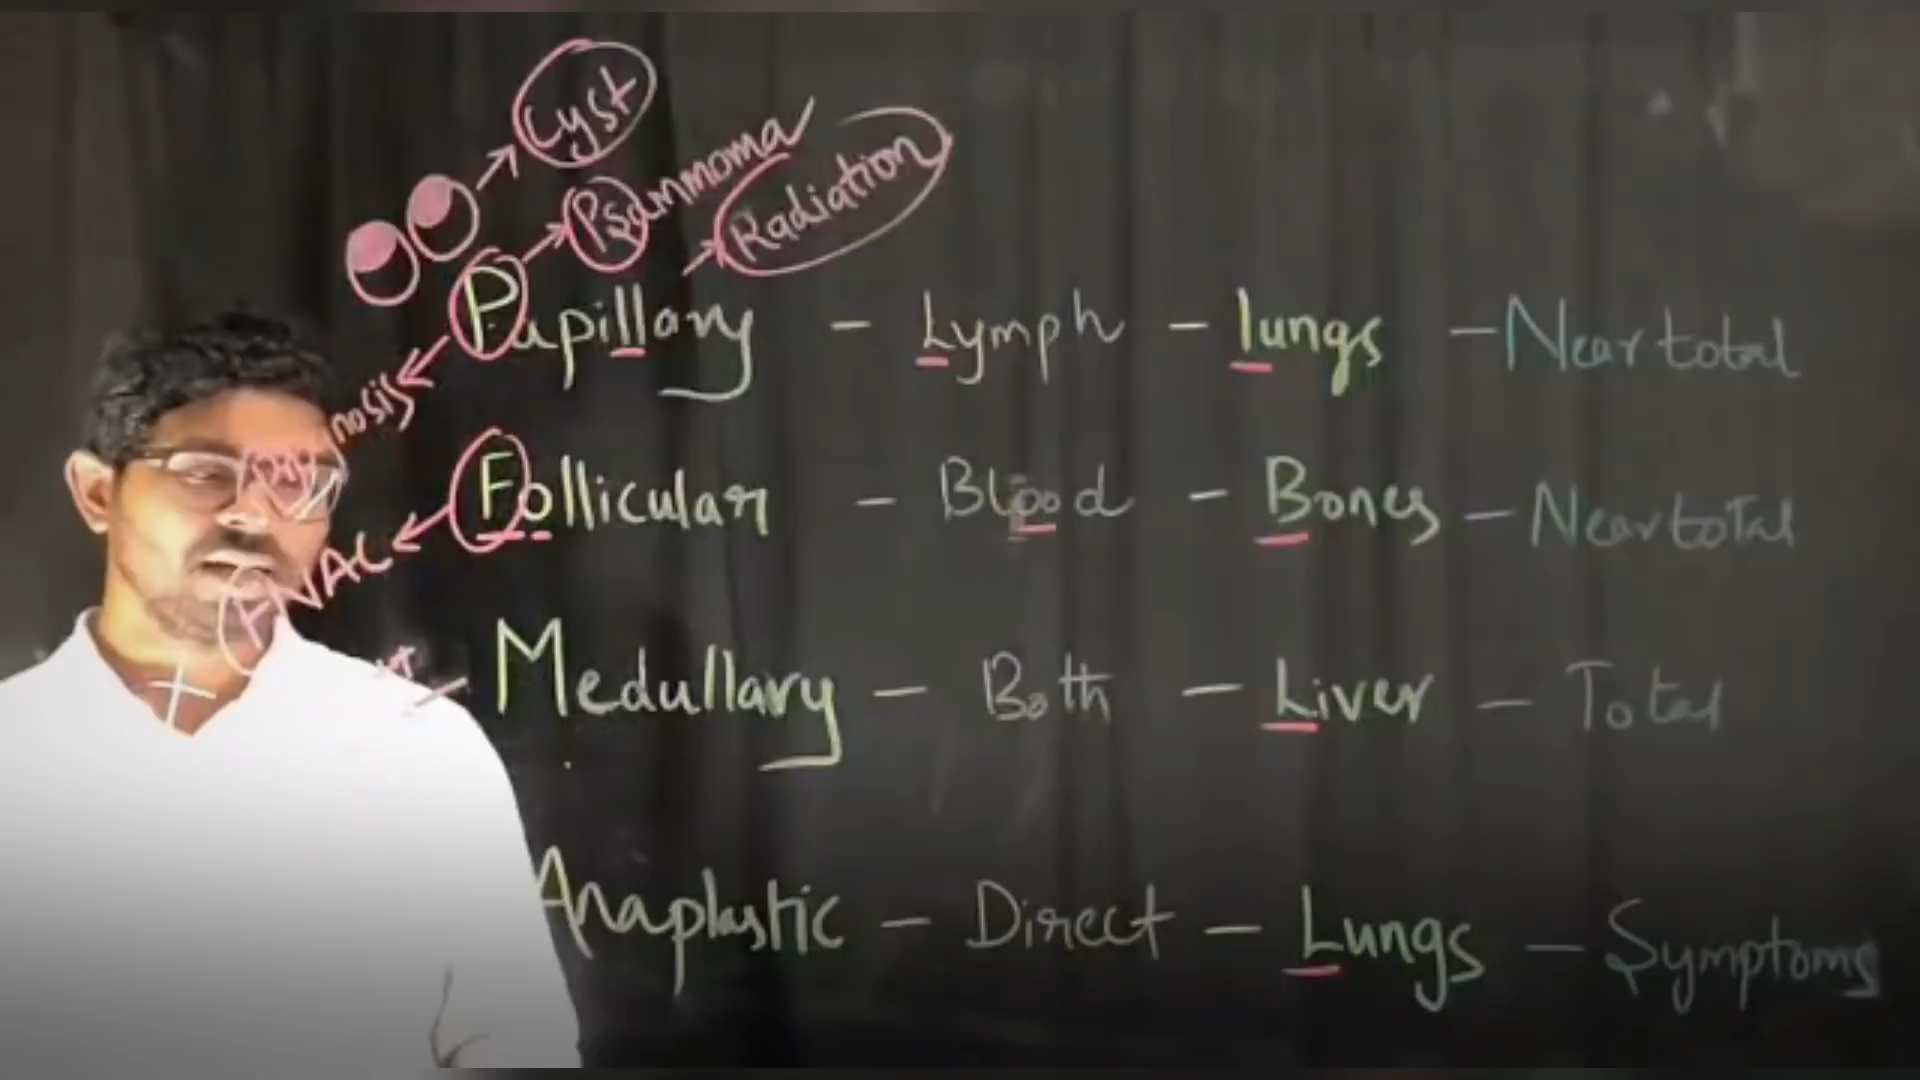 Cyst
Psammoma
Radiation
Papillary – Lymph – lungs – Near total
nosis
Follicular – Blood – Bones – Near total
FNAC
Medullary – Both – Liver – Total
Anaplastic – Direct – Lungs – Symptoms